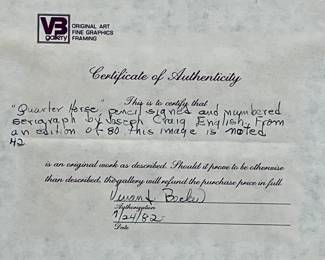 VB
gallery
ORIGINAL ART
FINE GRAPHICS
FRAMING
Certificate of Authenticity
This is to certify that
"Quarter Horse" pencil signed and numbered
serigraph by Joseph Craig English, From
an edition of 80 this image is noted
42
is an original work as described. Should it prove to be otherwise
than described, the gallery will refund the purchase price in full.
Authorization
7/24/82
Date